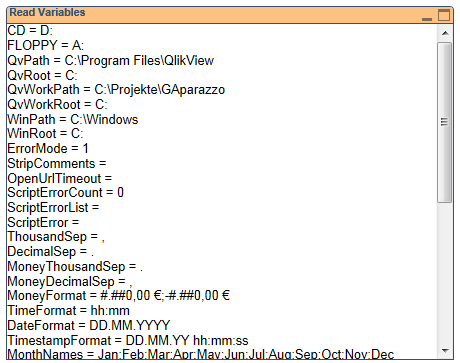 Read Variables
CD = D:
FLOPPY = A:
QvPath = C:\Program Files\QlikView
QvRoot = C:
QvWorkPath = C:\Projekte\GAparazzo
QvWorkRoot = C:
WinPath = C:\Windows
WinRoot = C:
ErrorMode = 1
StripComments =
OpenUrlTimeout =
ScriptErrorCount = 0
ScriptErrorList =
ScriptError =
ThousandSep = ,
DecimalSep = .
MoneyThousandSep = .
MoneyDecimalSep = ,
MoneyFormat = #.##0,00 €;-#.##0,00 €
TimeFormat = hh:mm
DateFormat = DD.MM.YYYY
TimestampFormat = DD.MM.YY hh:mm:ss
MonthNames = Jan;Feb;Mar;Apr;May;Jun;Jul;Aug;Sep;Oct;Nov;Dec